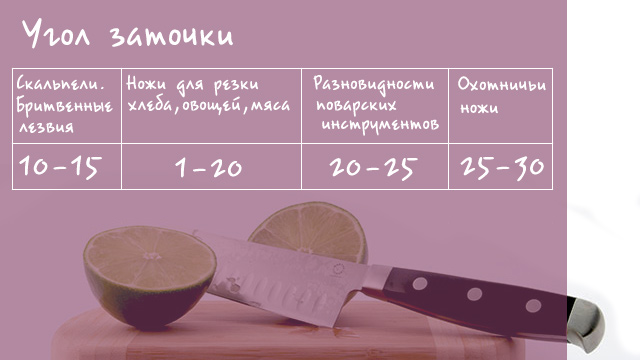 Угол заточки
Скальпели.
Бритвенные
лезвия
Ножи для резки
хлеба, овощей, мяса
Разновидности
поварских
инструментов
Охотничьи
ножи
10-15
1-20
20-25
25-30